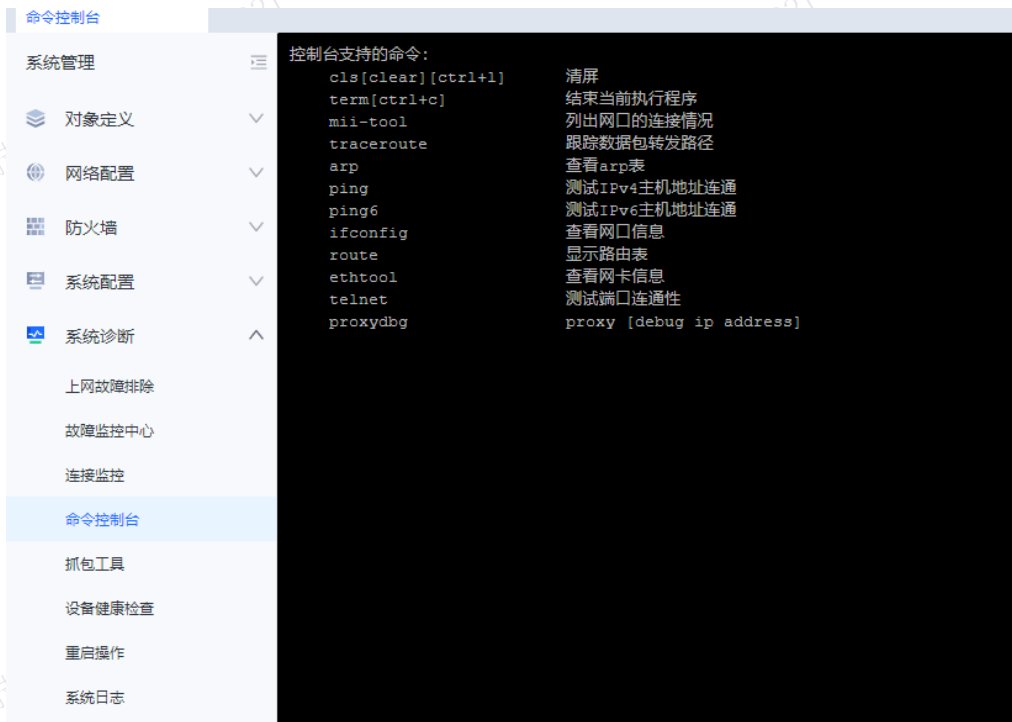 命令控制台
系统管理
对象定义
网络配置
防火墙
系统配置
系统诊断
上网故障排除
故障监控中心
连接监控
命令控制台
抓包工具
设备健康检查
重启操作
系统日志
控制台支持的命令:
cls[clear][ctrl+l] 清屏
term[ctrl+c] 结束当前执行程序
mii-tool 列出网口的连接情况
traceroute 跟踪数据包转发路径
arp 查看arp表
ping 测试IPv4主机地址连通
ping6 测试IPv6主机地址连通
ifconfig 查看网口信息
route 显示路由表
ethtool 查看网卡信息
telnet 测试端口连通性
proxydbg proxy [debug ip address]